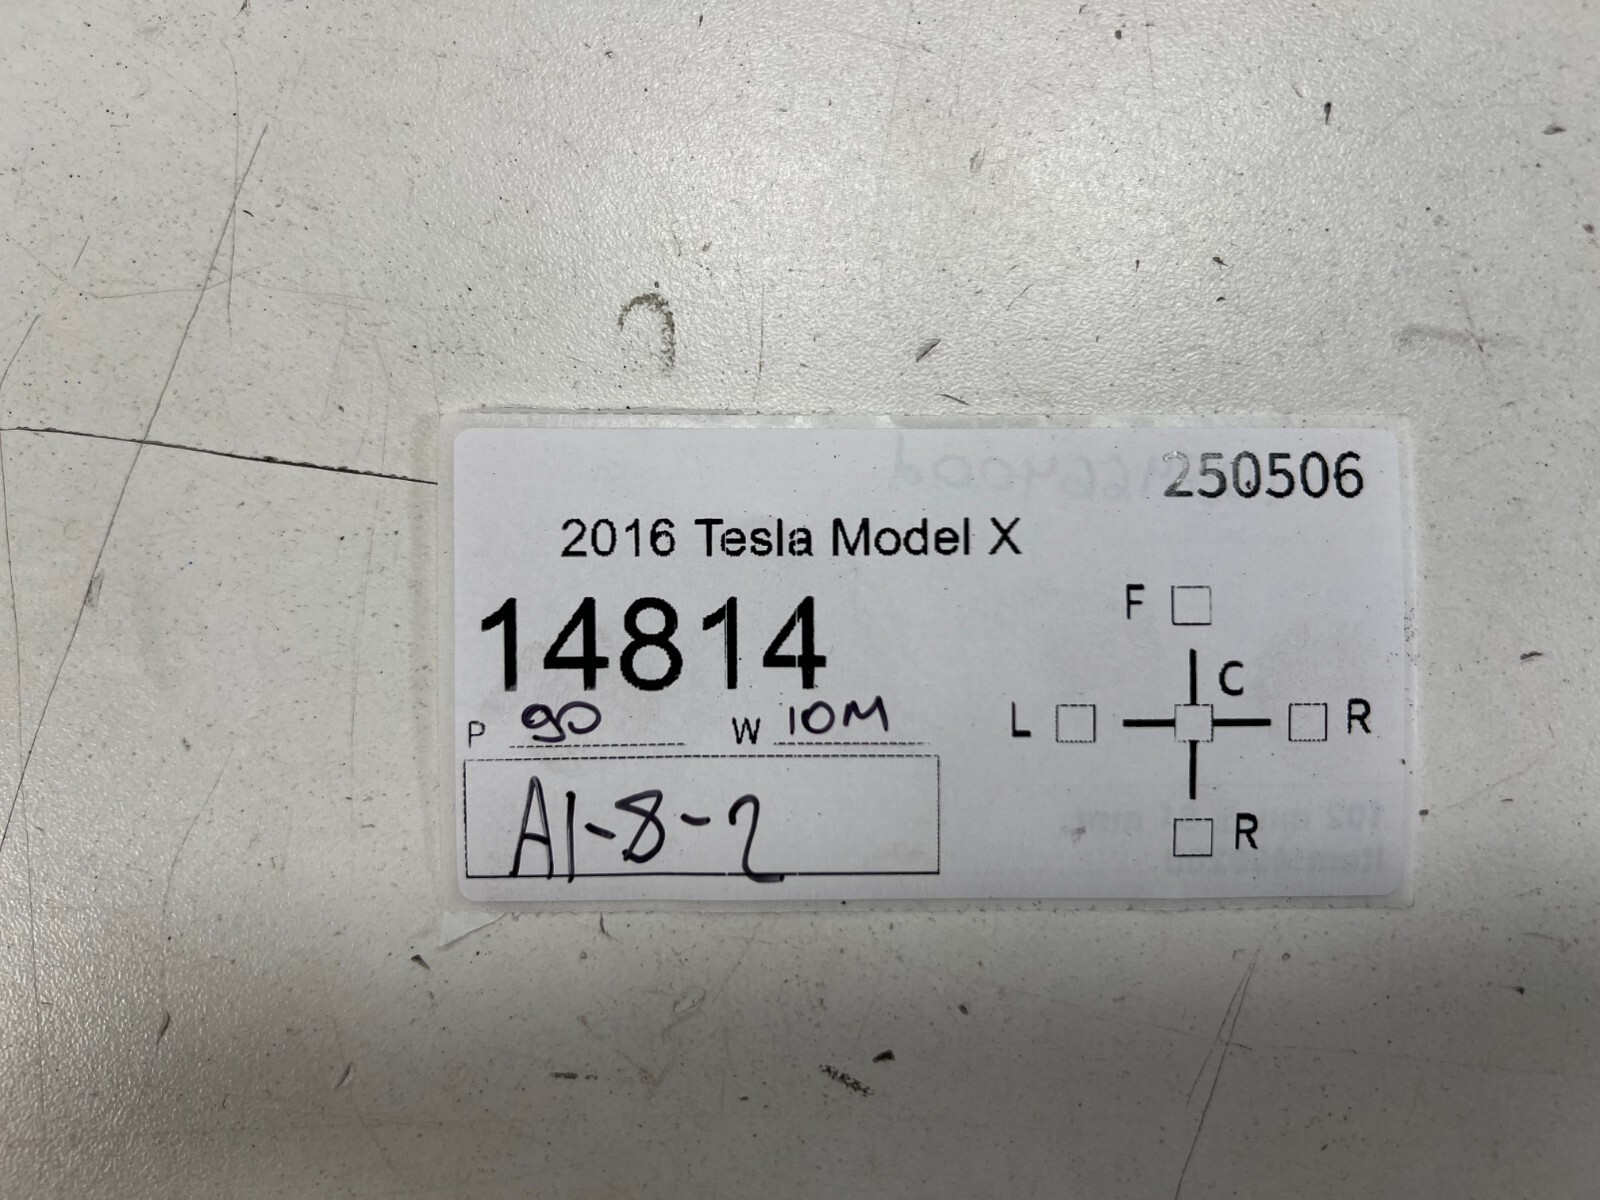 250506
2016 Tesla Model X
14814
P 90 W 10M
A1-8-2
F
C
L R
R